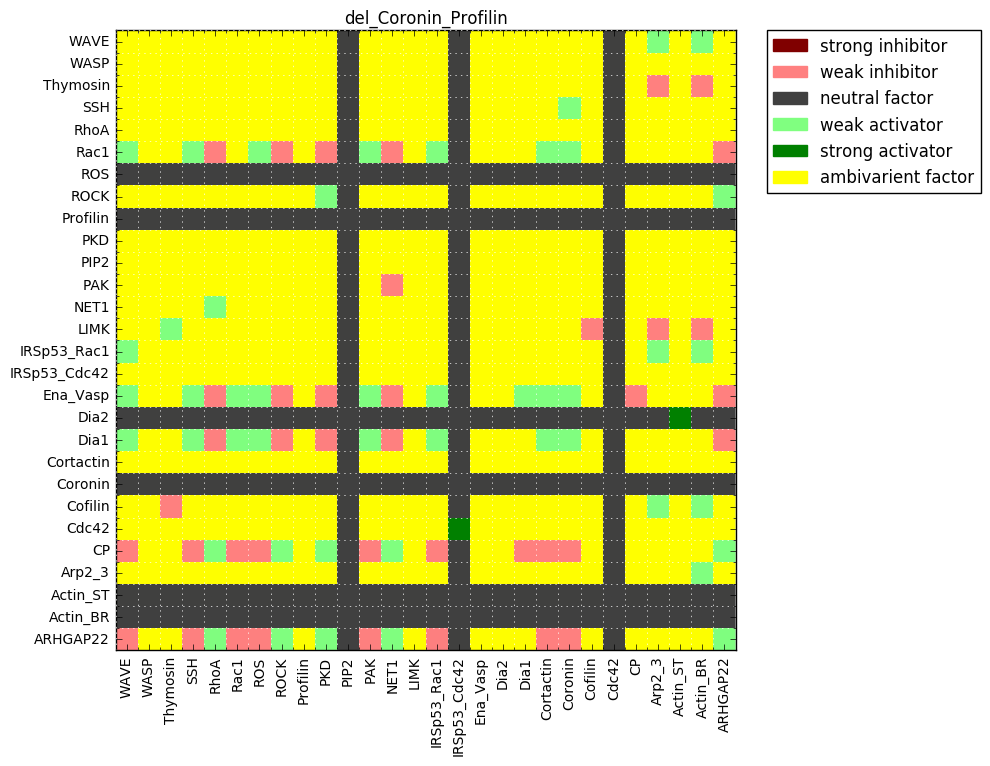 del_Coronin_Profilin
WAVE
WASP
Thymosin
SSH
RhoA
Rac1
ROS
ROCK
Profilin
PKD
PIP2
PAK
NET1
LIMK
IRSp53_Rac1
IRSp53_Cdc42
Ena_Vasp
Dia2
Dia1
Cortactin
Coronin
Cofilin
Cdc42
CP
Arp2_3
Actin_ST
Actin_BR
ARHGAP22
WAVE
WASP
Thymosin
SSH
RhoA
Rac1
ROS
ROCK
Profilin
PKD
PIP2
PAK
NET1
LIMK
IRSp53_Rac1
IRSp53_Cdc42
Ena_Vasp
Dia2
Dia1
Cortactin
Coronin
Cofilin
Cdc42
CP
Arp2_3
Actin_ST
Actin_BR
ARHGAP22
strong inhibitor
weak inhibitor
neutral factor
weak activator
strong activator
ambivarient factor